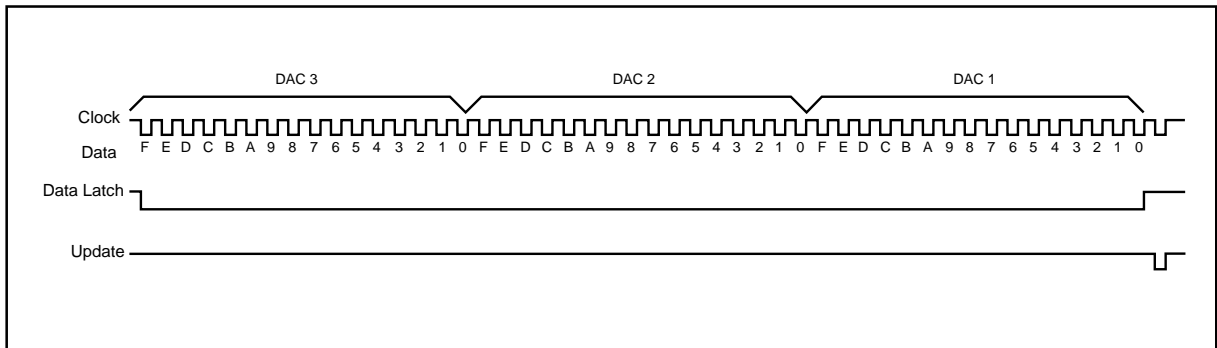 DAC 3 DAC 2 DAC 1
Clock
Data F E D C B A 9 8 7 6 5 4 3 2 1 0 F E D C B A 9 8 7 6 5 4 3 2 1 0 F E D C B A 9 8 7 6 5 4 3 2 1 0
Data Latch
Update